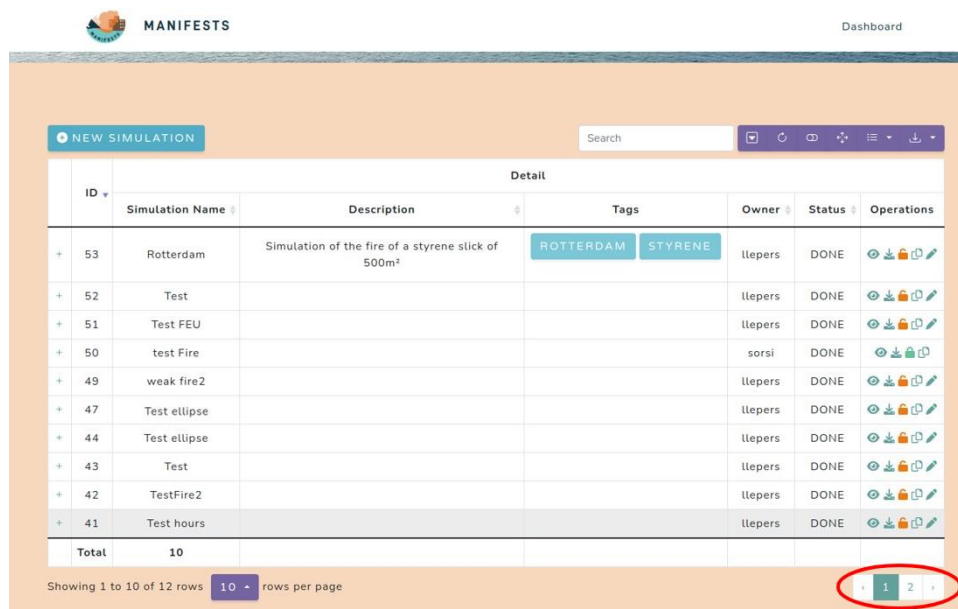 MANIFESTS
MANIFESTS Dashboard
NEW SIMULATION Search
ID Detail
Simulation Name Description Tags Owner Status Operations
+ 53 Rotterdam Simulation of the fire of a styrene slick of 500m² ROTTERDAM STYRENE llepers DONE
+ 52 Test llepers DONE
+ 51 Test FEU llepers DONE
+ 50 test Fire sorsi DONE
+ 49 weak fire2 llepers DONE
+ 47 Test ellipse llepers DONE
+ 44 Test ellipse llepers DONE
+ 43 Test llepers DONE
+ 42 TestFire2 llepers DONE
+ 41 Test hours llepers DONE
Total 10
Showing 1 to 10 of 12 rows 10 rows per page ‹ 1 2 ›